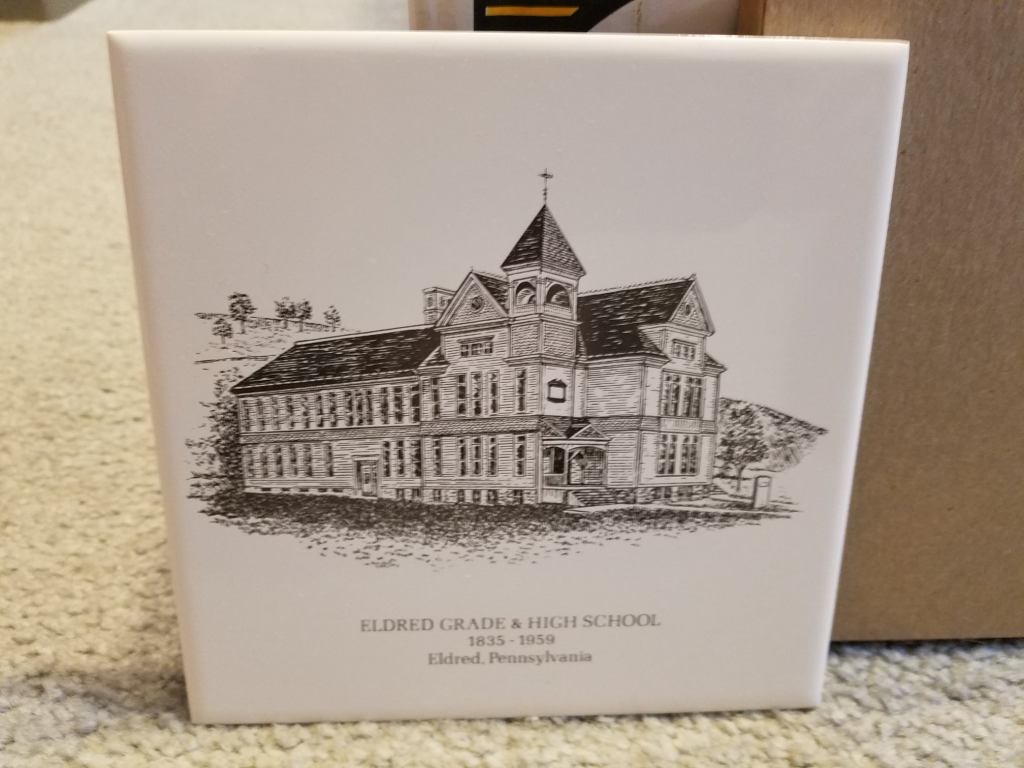 ELDRED GRADE & HIGH SCHOOL
1835 - 1959
Eldred, Pennsylvania